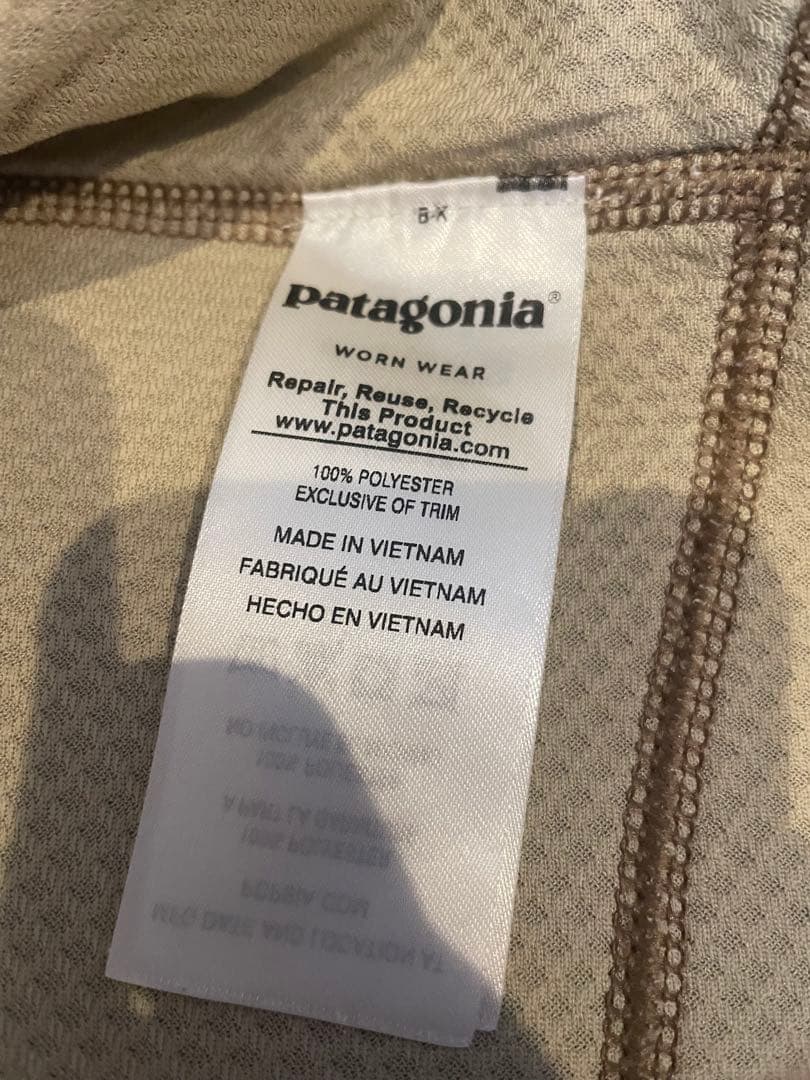 B-K
patagonia®
WORN WEAR
Repair, Reuse, Recycle
This Product
www.patagonia.com
100% POLYESTER
EXCLUSIVE OF TRIM
MADE IN VIETNAM
FABRIQUÉ AU VIETNAM
HECHO EN VIETNAM